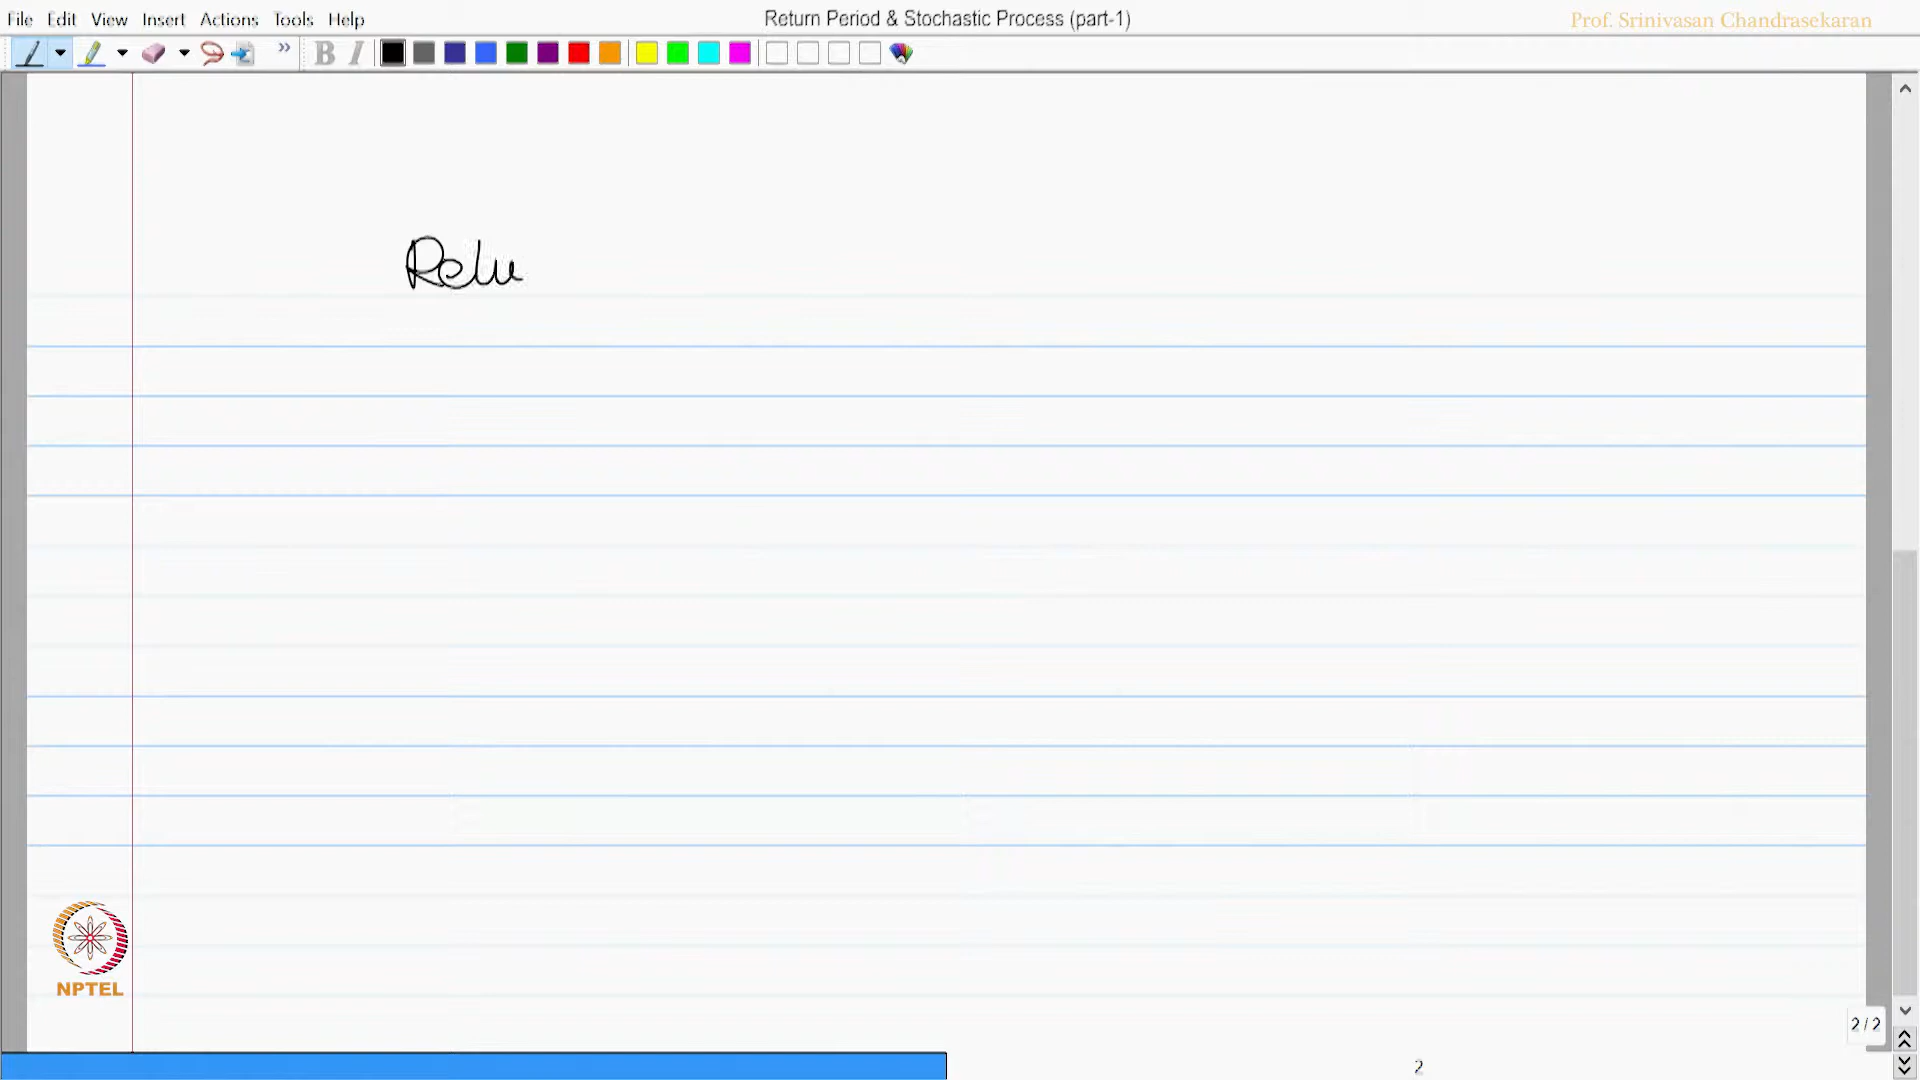 File Edit View Insert Actions Tools Help
Return Period & Stochastic Process (part-1)
Prof. Srinivasan Chandrasekaran
B I
Retu
NPTEL
2 / 2
2